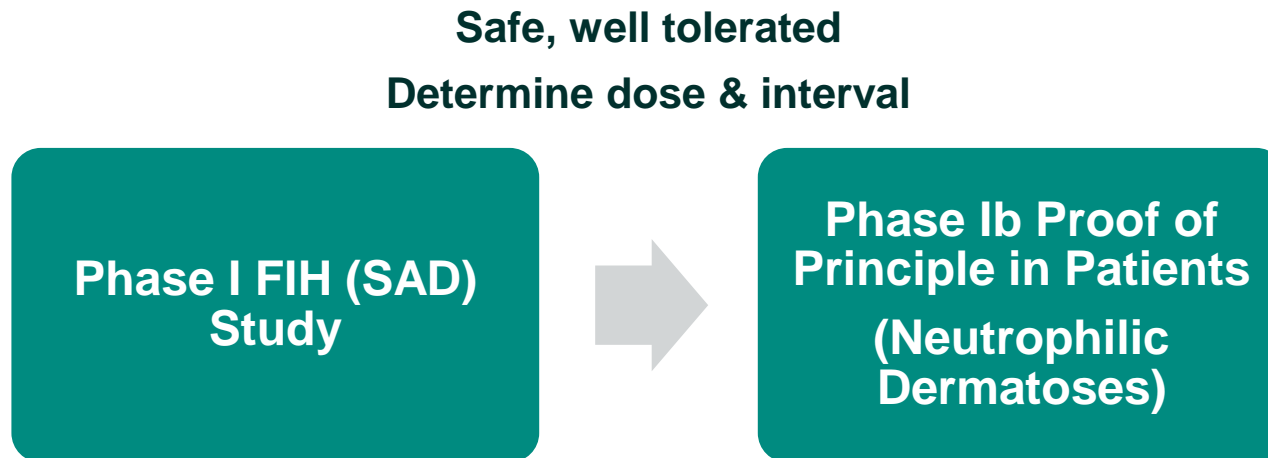 Safe, well tolerated
Determine dose & interval
Phase I FIH (SAD)
Study
Phase Ib Proof of
Principle in Patients
(Neutrophilic
Dermatoses)